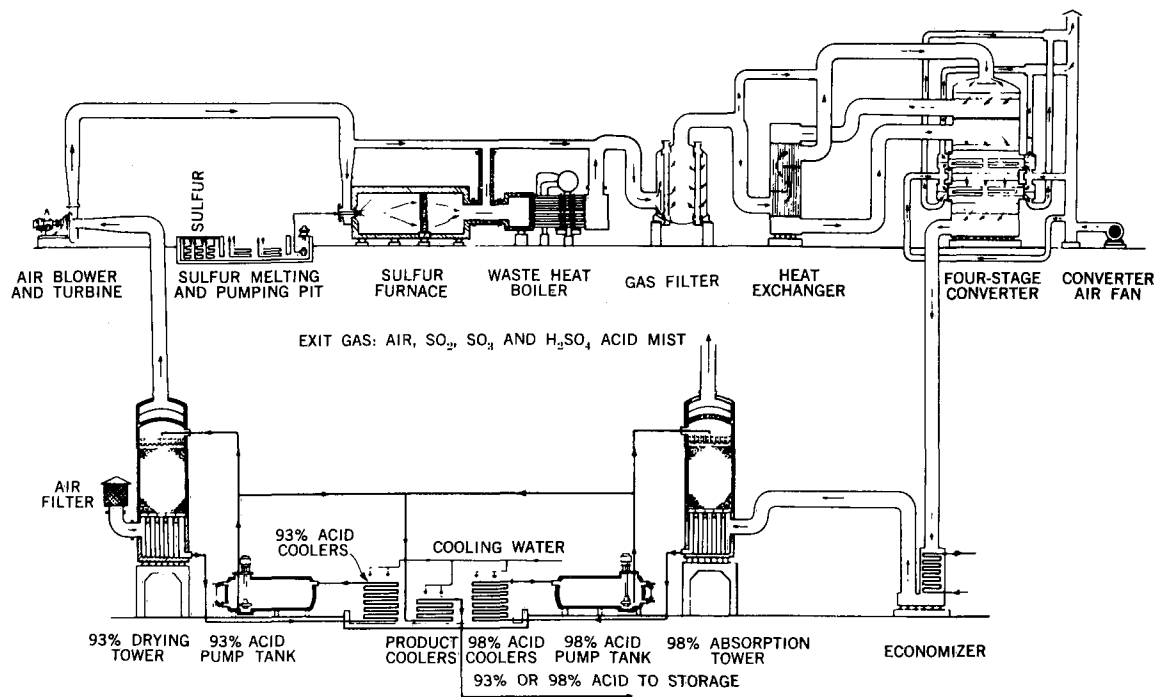 A
SULFUR
AIR BLOWER
AND TURBINE
SULFUR MELTING
AND PUMPING PIT
SULFUR
FURNACE
WASTE HEAT
BOILER
GAS FILTER
HEAT
EXCHANGER
FOUR-STAGE
CONVERTER
CONVERTER
AIR FAN
EXIT GAS: AIR, SO₂, SO₃ AND H₂SO₄ ACID MIST
AIR
FILTER
93% ACID
COOLERS
COOLING WATER
93% DRYING
TOWER
93% ACID
PUMP TANK
PRODUCT
COOLERS
98% ACID
COOLERS
98% ACID
PUMP TANK
98% ABSORPTION
TOWER
ECONOMIZER
93% OR 98% ACID TO STORAGE